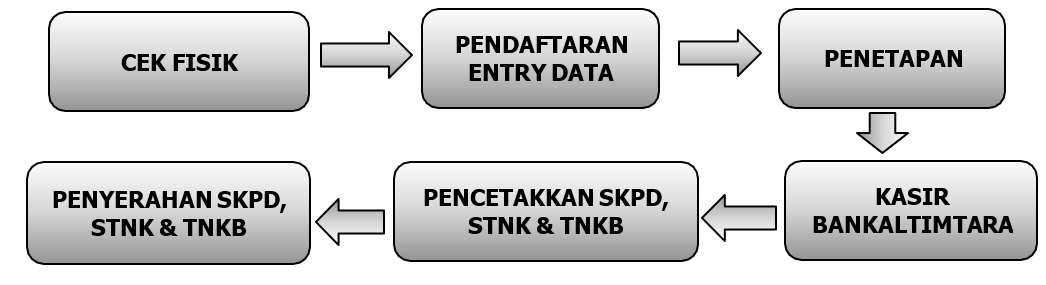 CEK FISIK
PENDAFTARAN
ENTRY DATA
PENETAPAN
KASIR
BANKALTIMTARA
PENCETAKKAN SKPD,
STNK & TNKB
PENYERAHAN SKPD,
STNK & TNKB